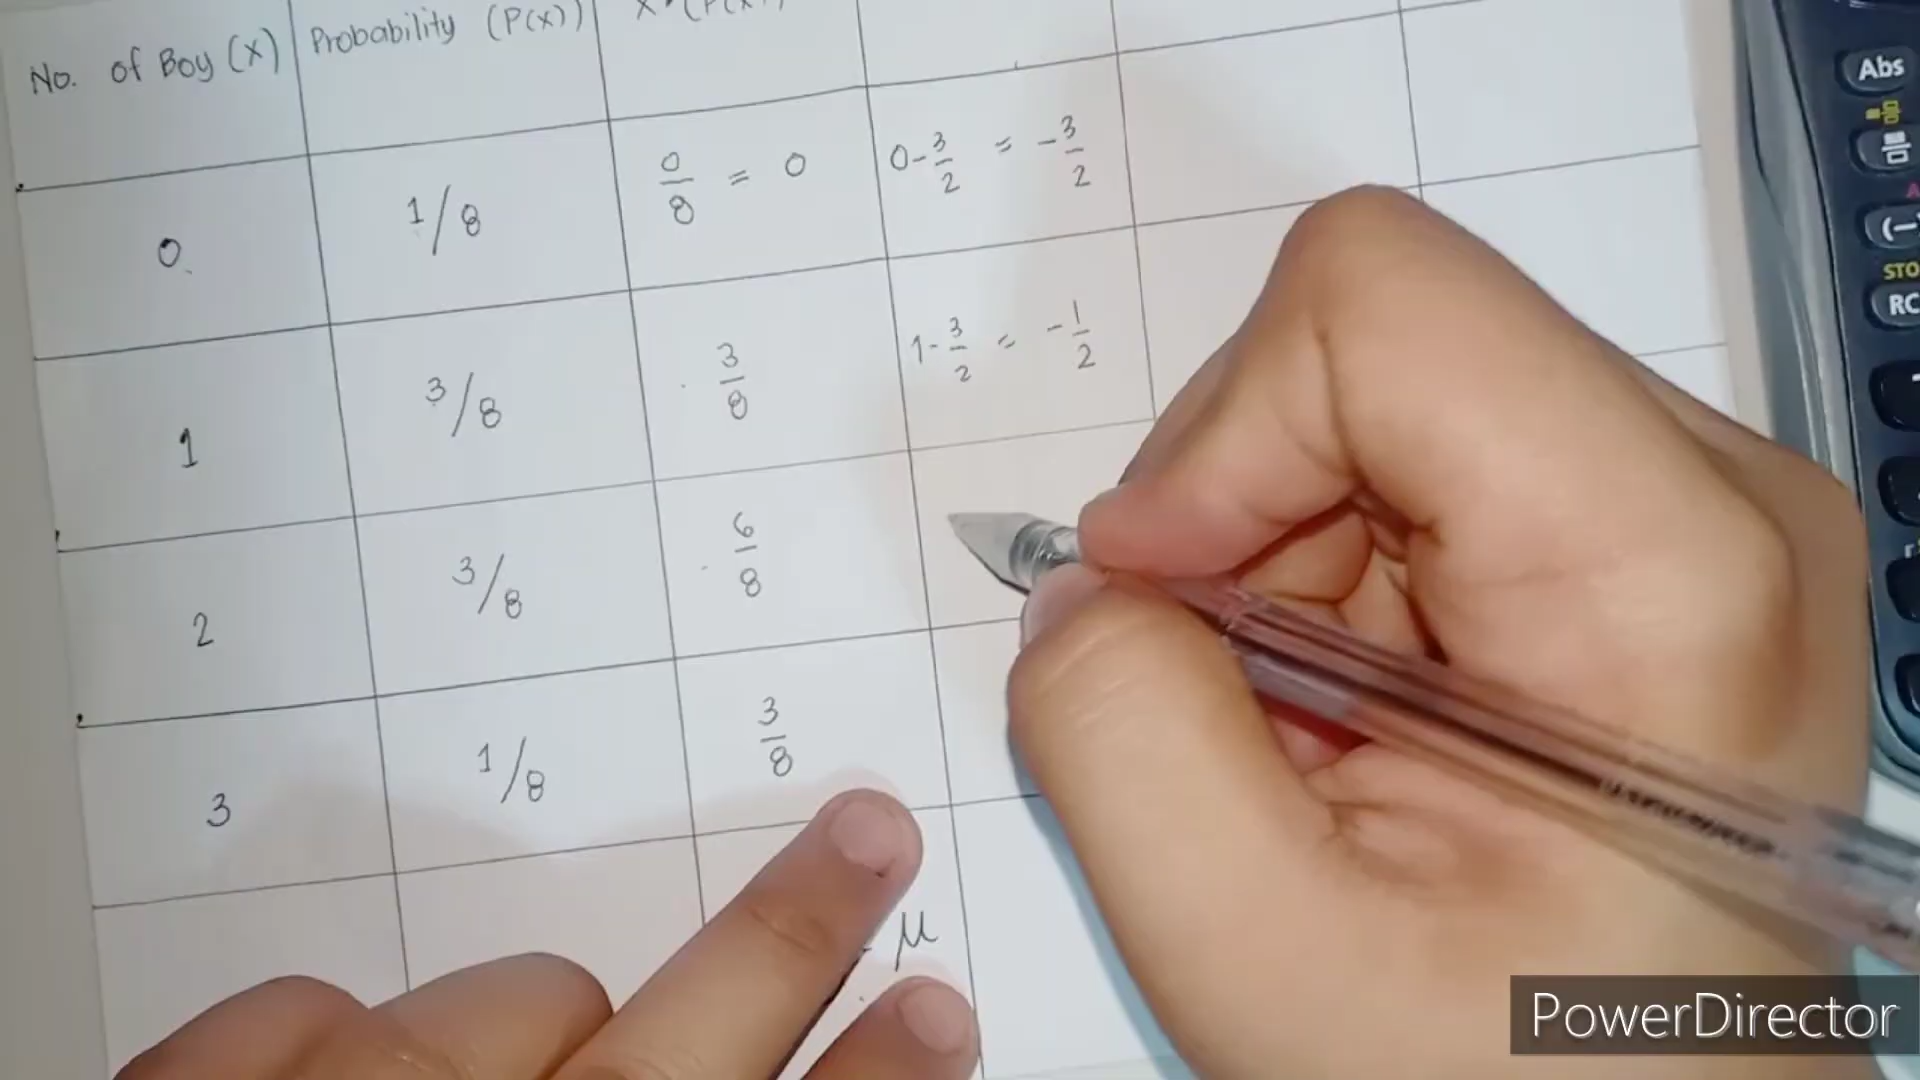 No. of Boy (X) Probability (P(X)) X · (P(X))
0 1/8 0/8 = 0 0 - 3/2 = - 3/2
1 3/8 3/8 1 - 3/2 = - 1/2
2 3/8 6/8
3 1/8 3/8
μ
Abs
(-)
STO
RC
PowerDirector